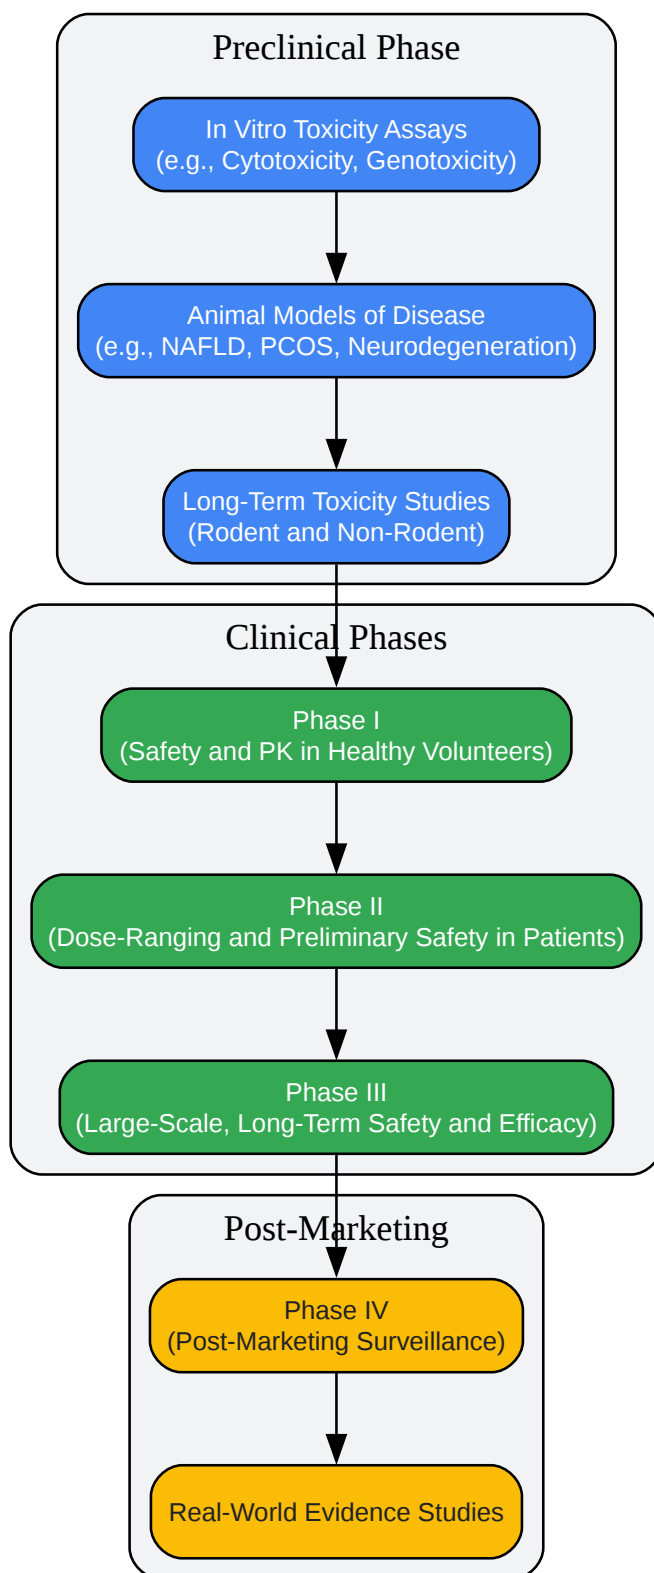 Preclinical Phase
In Vitro Toxicity Assays
(e.g., Cytotoxicity, Genotoxicity)
Animal Models of Disease
(e.g., NAFLD, PCOS, Neurodegeneration)
Long-Term Toxicity Studies
(Rodent and Non-Rodent)
Clinical Phases
Phase I
(Safety and PK in Healthy Volunteers)
Phase II
(Dose-Ranging and Preliminary Safety in Patients)
Phase III
(Large-Scale, Long-Term Safety and Efficacy)
Post-Marketing
Phase IV
(Post-Marketing Surveillance)
Real-World Evidence Studies